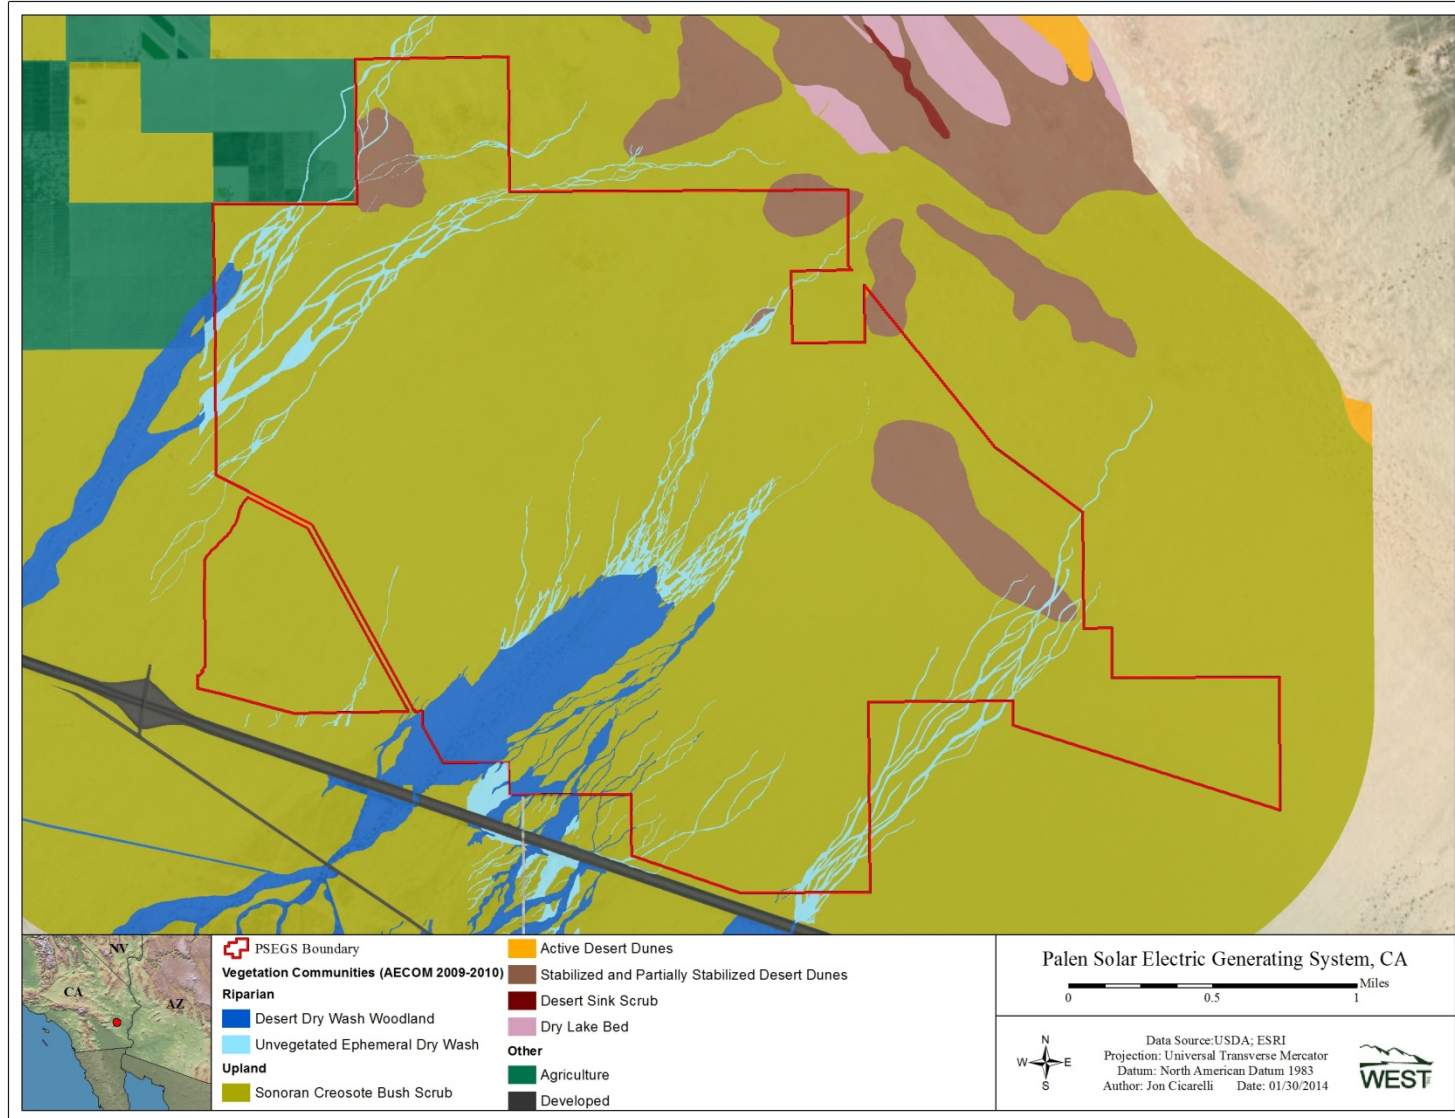 NV
CA
AZ
PSEGS Boundary
Vegetation Communities (AECOM 2009-2010)
Riparian
Desert Dry Wash Woodland
Unvegetated Ephemeral Dry Wash
Upland
Sonoran Creosote Bush Scrub
Active Desert Dunes
Stabilized and Partially Stabilized Desert Dunes
Desert Sink Scrub
Dry Lake Bed
Other
Agriculture
Developed
Palen Solar Electric Generating System, CA
Miles
0 0.5 1
N
W E
S
Data Source:USDA; ESRI
Projection: Universal Transverse Mercator
Datum: North American Datum 1983
Author: Jon Cicarelli Date: 01/30/2014
WEST